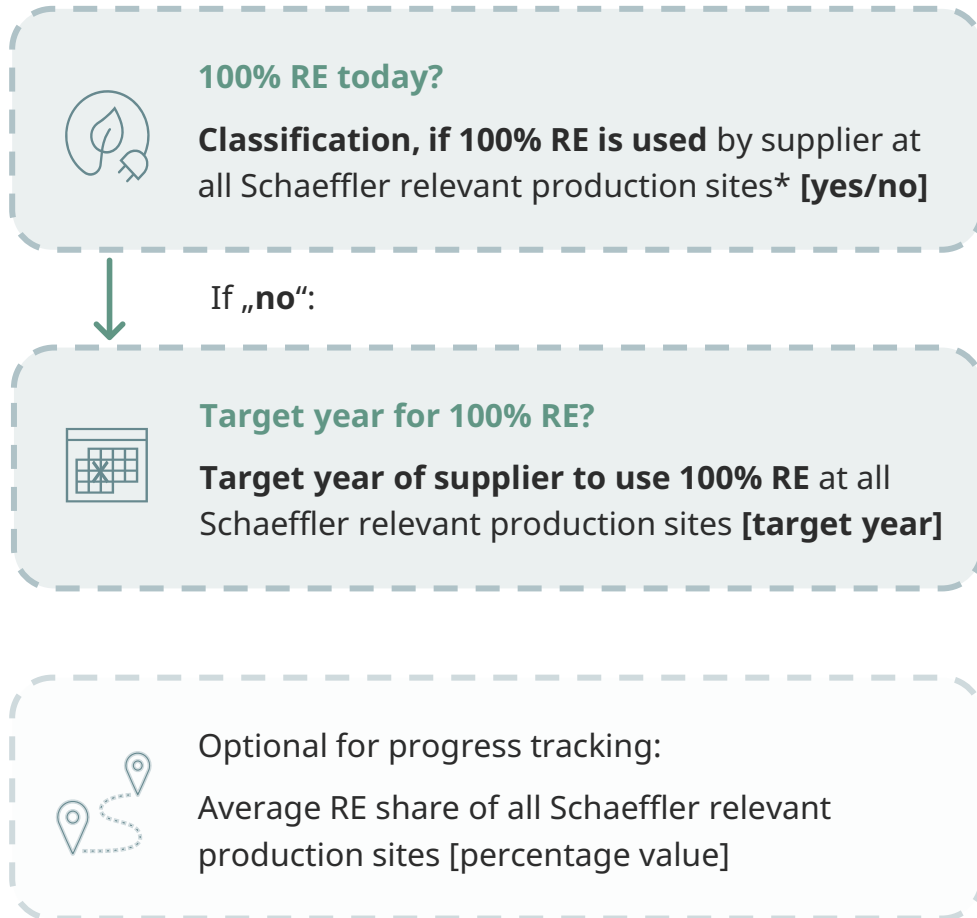 100% RE today?
Classification, if 100% RE is used by supplier at
all Schaeffler relevant production sites* [yes/no]
If „no“:
Target year for 100% RE?
Target year of supplier to use 100% RE at all
Schaeffler relevant production sites [target year]
Optional for progress tracking:
Average RE share of all Schaeffler relevant
production sites [percentage value]